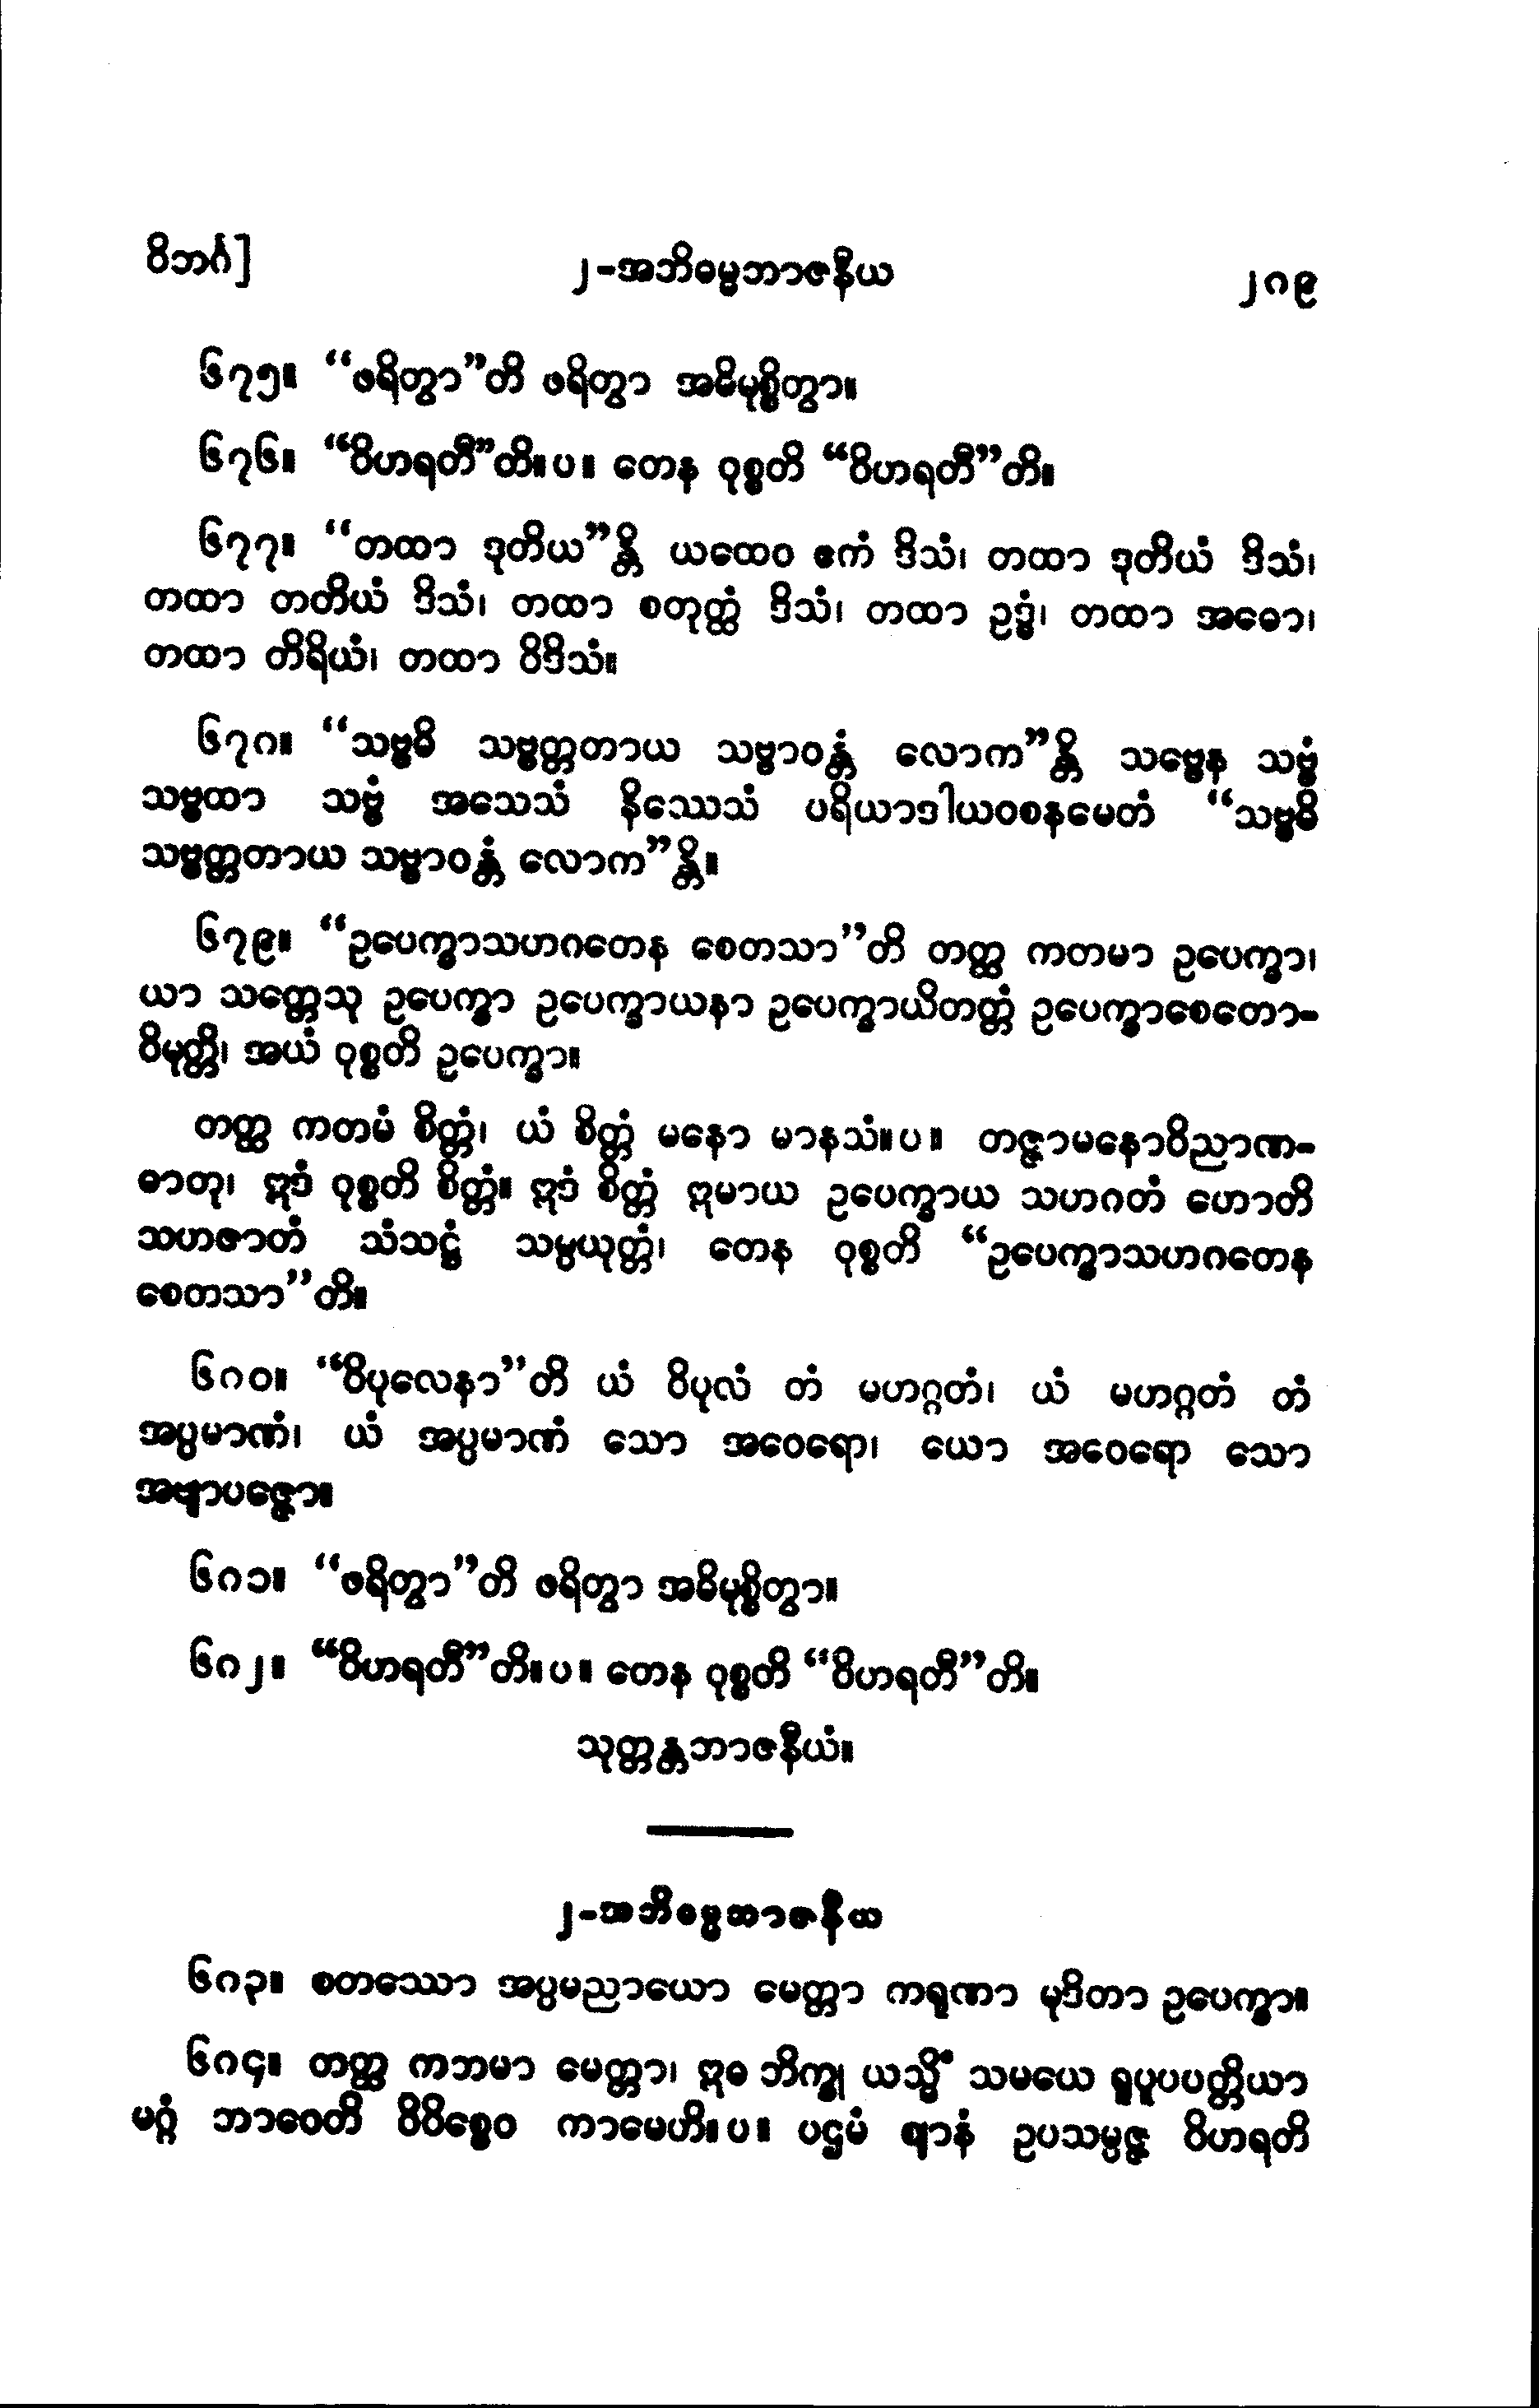 ဝိဘင်္ဂ]
၂-အဘိဓမ္မဘာဇနီယ
၂၈၉
၆၇၅။ “ဖရိတွာ”တိ ဖရိတွာ အဓိမုစ္စိတွာ။
၆၇၆။ “ဝိဟရတီ”တိ။ပ။ တေန ဝုစ္စတိ “ဝိဟရတီ”တိ။
၆၇၇။ “တထာ ဒုတိယ”န္တိ ယထေဝ ဧကံ ဒိသံ၊ တထာ ဒုတိယံ ဒိသံ၊
တထာ တတိယံ ဒိသံ၊ တထာ စတုတ္ထံ ဒိသံ၊ တထာ ဥဒ္ဓံ၊ တထာ အဓော၊
တထာ တိရိယံ၊ တထာ ဝိဒိသံ။
၆၇၈။ “သဗ္ဗဓိ သဗ္ဗတ္တတာယ သဗ္ဗာဝန္တံ လောက”န္တိ သဗ္ဗေန သဗ္ဗံ
သဗ္ဗထာ သဗ္ဗံ အသေသံ နိဿေသံ ပရိယာဒါယဝစနမေတံ “သဗ္ဗဓိ
သဗ္ဗတ္တတာယ သဗ္ဗာဝန္တံ လောက”န္တိ။
၆၇၉။ “ဥပေက္ခာသဟဂတေန စေတသာ”တိ တတ္ထ ကတမာ ဥပေက္ခာ၊
ယာ သတ္တေသု ဥပေက္ခာ ဥပေက္ခာယနာ ဥပေက္ခာယိတတ္တံ ဥပေက္ခာစေတော-
ဝိမုတ္တိ၊ အယံ ဝုစ္စတိ ဥပေက္ခာ။
တတ္ထ ကတမံ စိတ္တံ၊ ယံ စိတ္တံ မနော မာနသံ။ပ။ တဇ္ဇာမနောဝိညာဏ-
ဓာတု၊ ဣဒံ ဝုစ္စတိ စိတ္တံ။ ဣဒံ စိတ္တံ ဣမာယ ဥပေက္ခာယ သဟဂတံ ဟောတိ
သဟဇာတံ သံသဋ္ဌံ သမ္ပယုတ္တံ၊ တေန ဝုစ္စတိ “ဥပေက္ခာသဟဂတေန
စေတသာ”တိ။
၆၈၀။ “ဝိပုလေနာ”တိ ယံ ဝိပုလံ တံ မဟဂ္ဂတံ၊ ယံ မဟဂ္ဂတံ တံ
အပ္ပမာဏံ၊ ယံ အပ္ပမာဏံ သော အဝေရော၊ ယော အဝေရော သော
အဗျာပဇ္ဇော။
၆၈၁။ “ဖရိတွာ”တိ ဖရိတွာ အဓိမုစ္စိတွာ။
၆၈၂။ “ဝိဟရတီ”တိ။ပ။ တေန ဝုစ္စတိ “ဝိဟရတီ”တိ။
သုတ္တန္တဘာဇနီယံ။
၂-အဘိဓမ္မဘာဇနီယ
၆၈၃။ စတဿော အပ္ပမညာယော မေတ္တာ ကရုဏာ မုဒိတာ ဥပေက္ခာ။
၆၈၄။ တတ္ထ ကတမာ မေတ္တာ၊ ဣဓ ဘိက္ခု ယသ္မိံ သမယေ ရူပူပပတ္တိယာ
မဂ္ဂံ ဘာဝေတိ ဝိဝိစ္စေဝ ကာမေဟိ။ပ။ ပဌမံ ဈာနံ ဥပသမ္ပဇ္ဇ ဝိဟရတိ